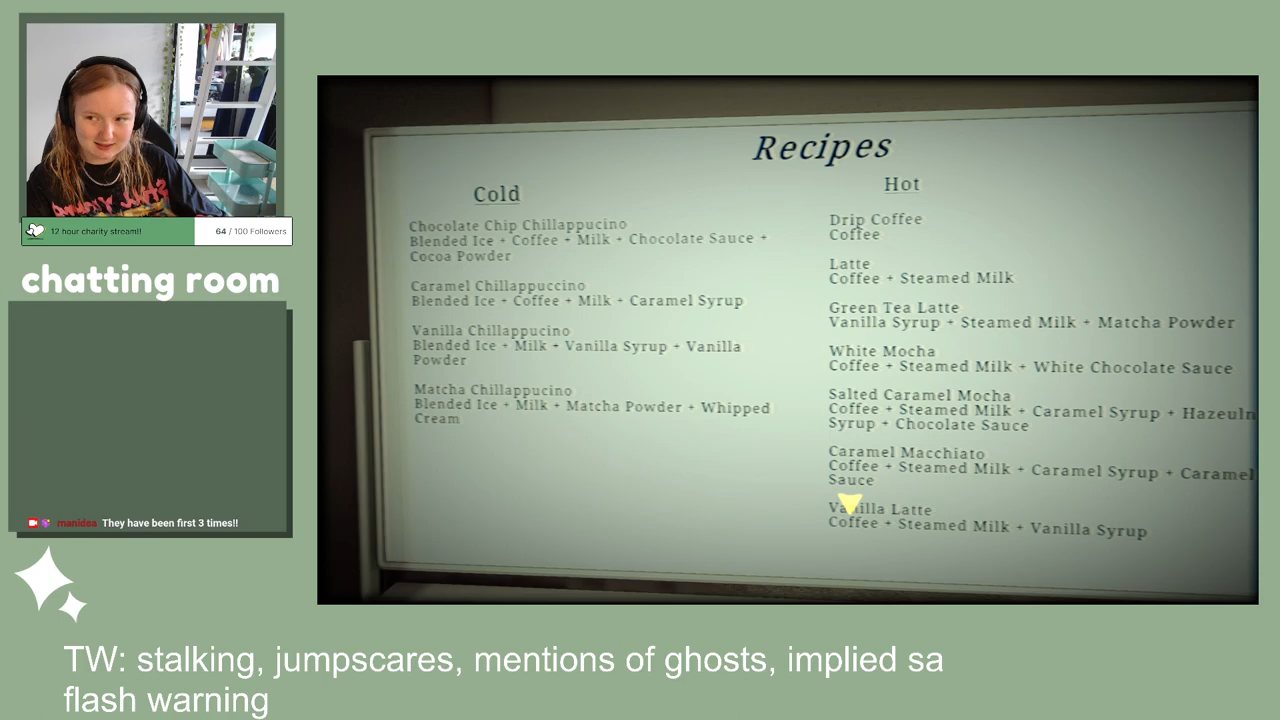 12 hour charity stream!!
64 / 100 Followers
chatting room
manidea They have been first 3 times!!
Recipes
Cold
Chocolate Chip Chillappucino
Blended Ice + Coffee + Milk + Chocolate Sauce +
Cocoa Powder
Caramel Chillappuccino
Blended Ice + Coffee + Milk + Caramel Syrup
Vanilla Chillappucino
Blended Ice + Milk + Vanilla Syrup + Vanilla
Powder
Matcha Chillappucino
Blended Ice + Milk + Matcha Powder + Whipped
Cream
Hot
Drip Coffee
Coffee
Latte
Coffee + Steamed Milk
Green Tea Latte
Vanilla Syrup + Steamed Milk + Matcha Powder
White Mocha
Coffee + Steamed Milk + White Chocolate Sauce
Salted Caramel Mocha
Coffee + Steamed Milk + Caramel Syrup + Hazeuln
Syrup + Chocolate Sauce
Caramel Macchiato
Coffee + Steamed Milk + Caramel Syrup + Caramel
Sauce
Vanilla Latte
Coffee + Steamed Milk + Vanilla Syrup
TW: stalking, jumpscares, mentions of ghosts, implied sa
flash warning